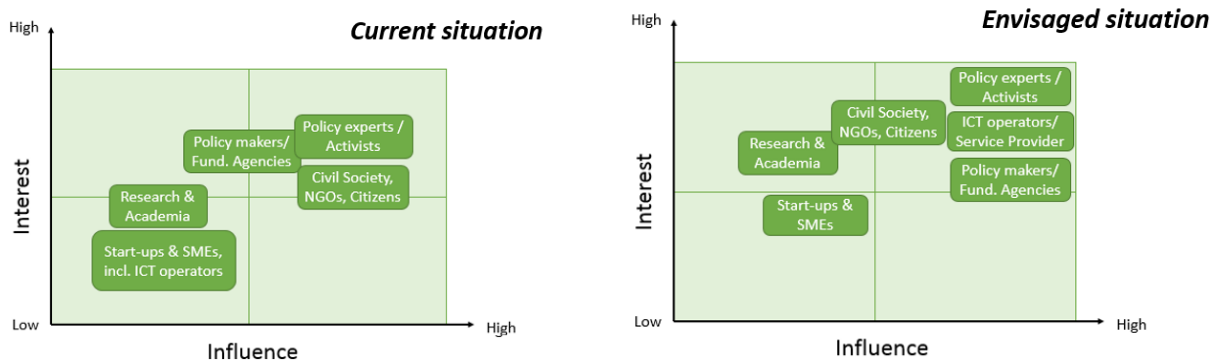 Current situation
High
Interest
Policy makers/
Fund. Agencies
Policy experts /
Activists
Civil Society,
NGOs, Citizens
Research &
Academia
Start-ups & SMEs,
incl. ICT operators
Low
High
Influence
Envisaged situation
High
Interest
Policy experts /
Activists
Civil Society,
NGOs, Citizens
ICT operators/
Service Provider
Research &
Academia
Policy makers/
Fund. Agencies
Start-ups &
SMEs
Low
High
Influence